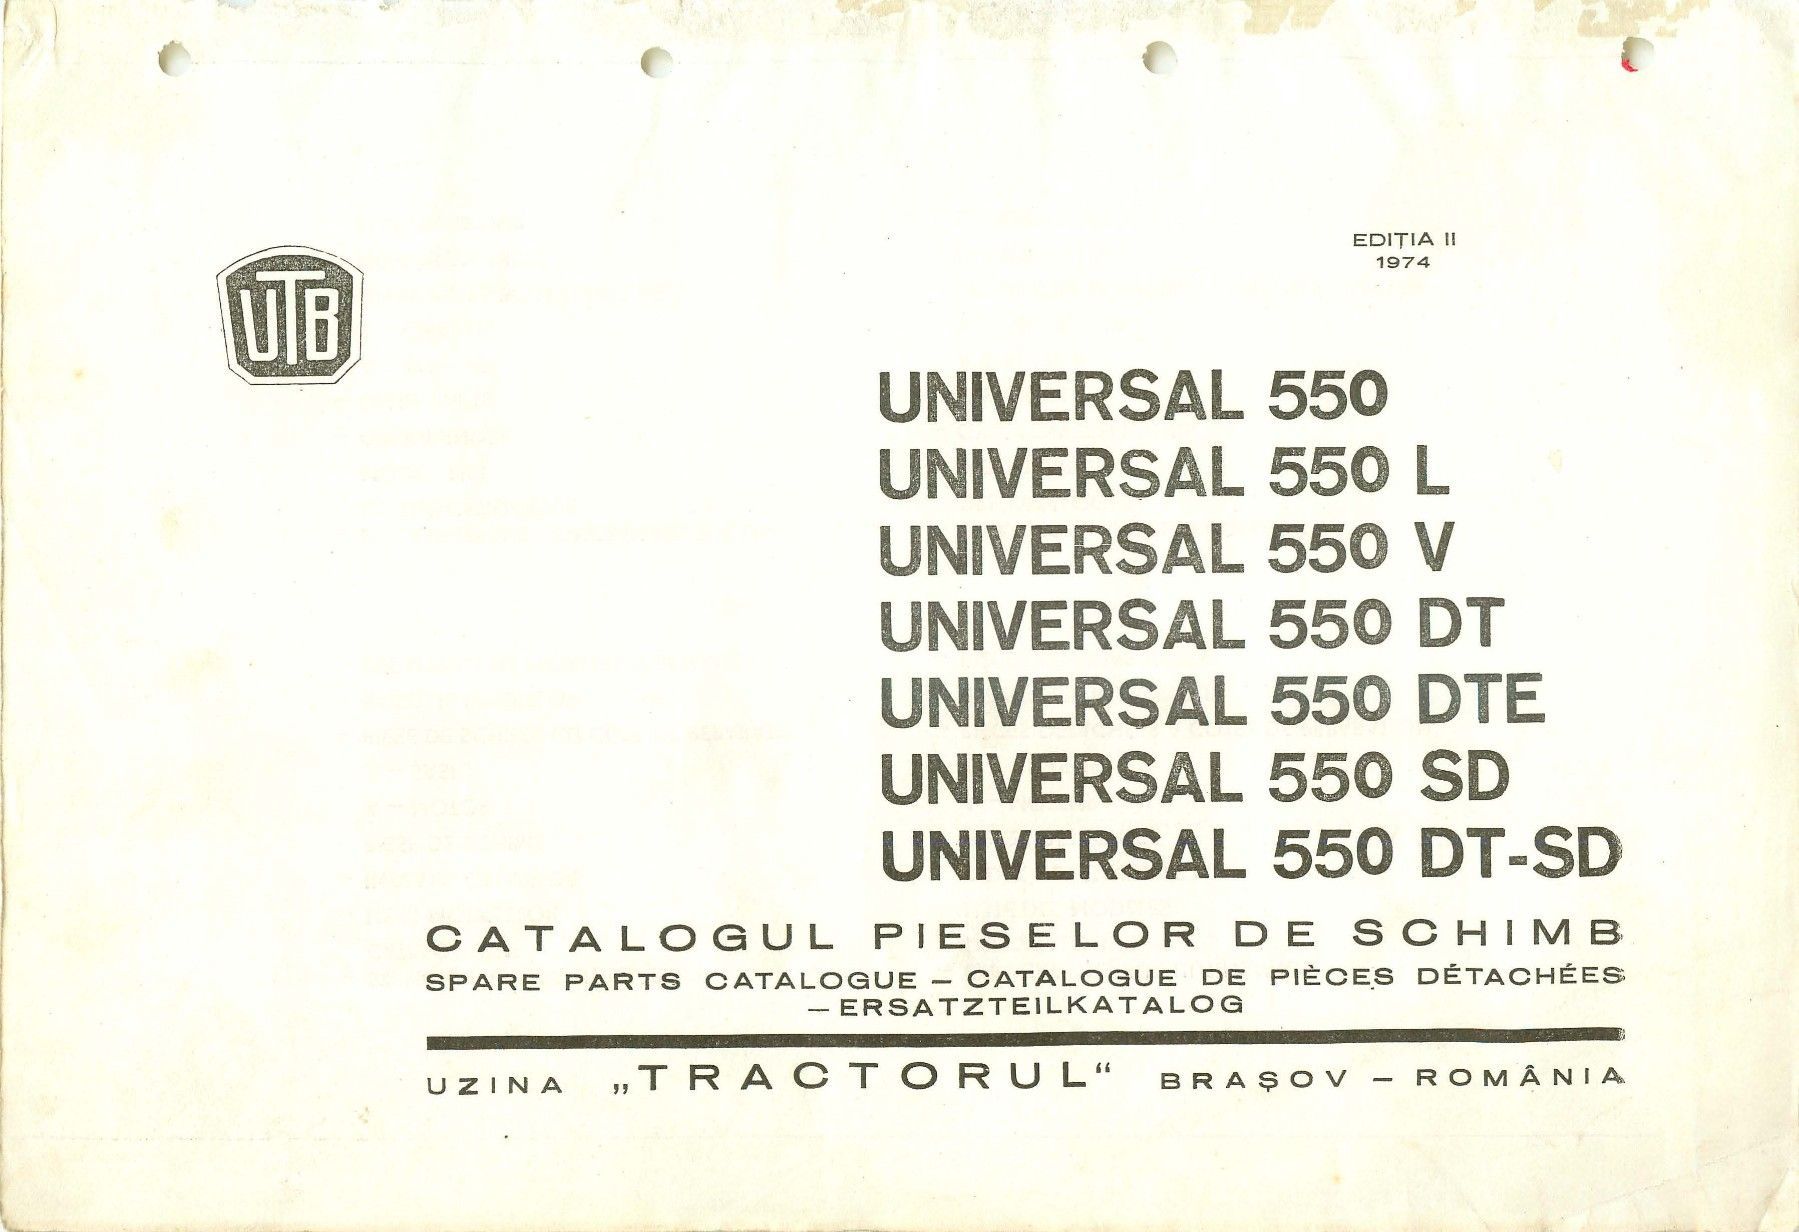 UTB
EDIȚIA II
1974
UNIVERSAL 550
UNIVERSAL 550 L
UNIVERSAL 550 V
UNIVERSAL 550 DT
UNIVERSAL 550 DTE
UNIVERSAL 550 SD
UNIVERSAL 550 DT-SD
CATALOGUL PIESELOR DE SCHIMB
SPARE PARTS CATALOGUE — CATALOGUE DE PIÈCES DÉTACHÉES
— ERSATZTEILKATALOG
UZINA „TRACTORUL“ BRAȘOV — ROMÂNIA